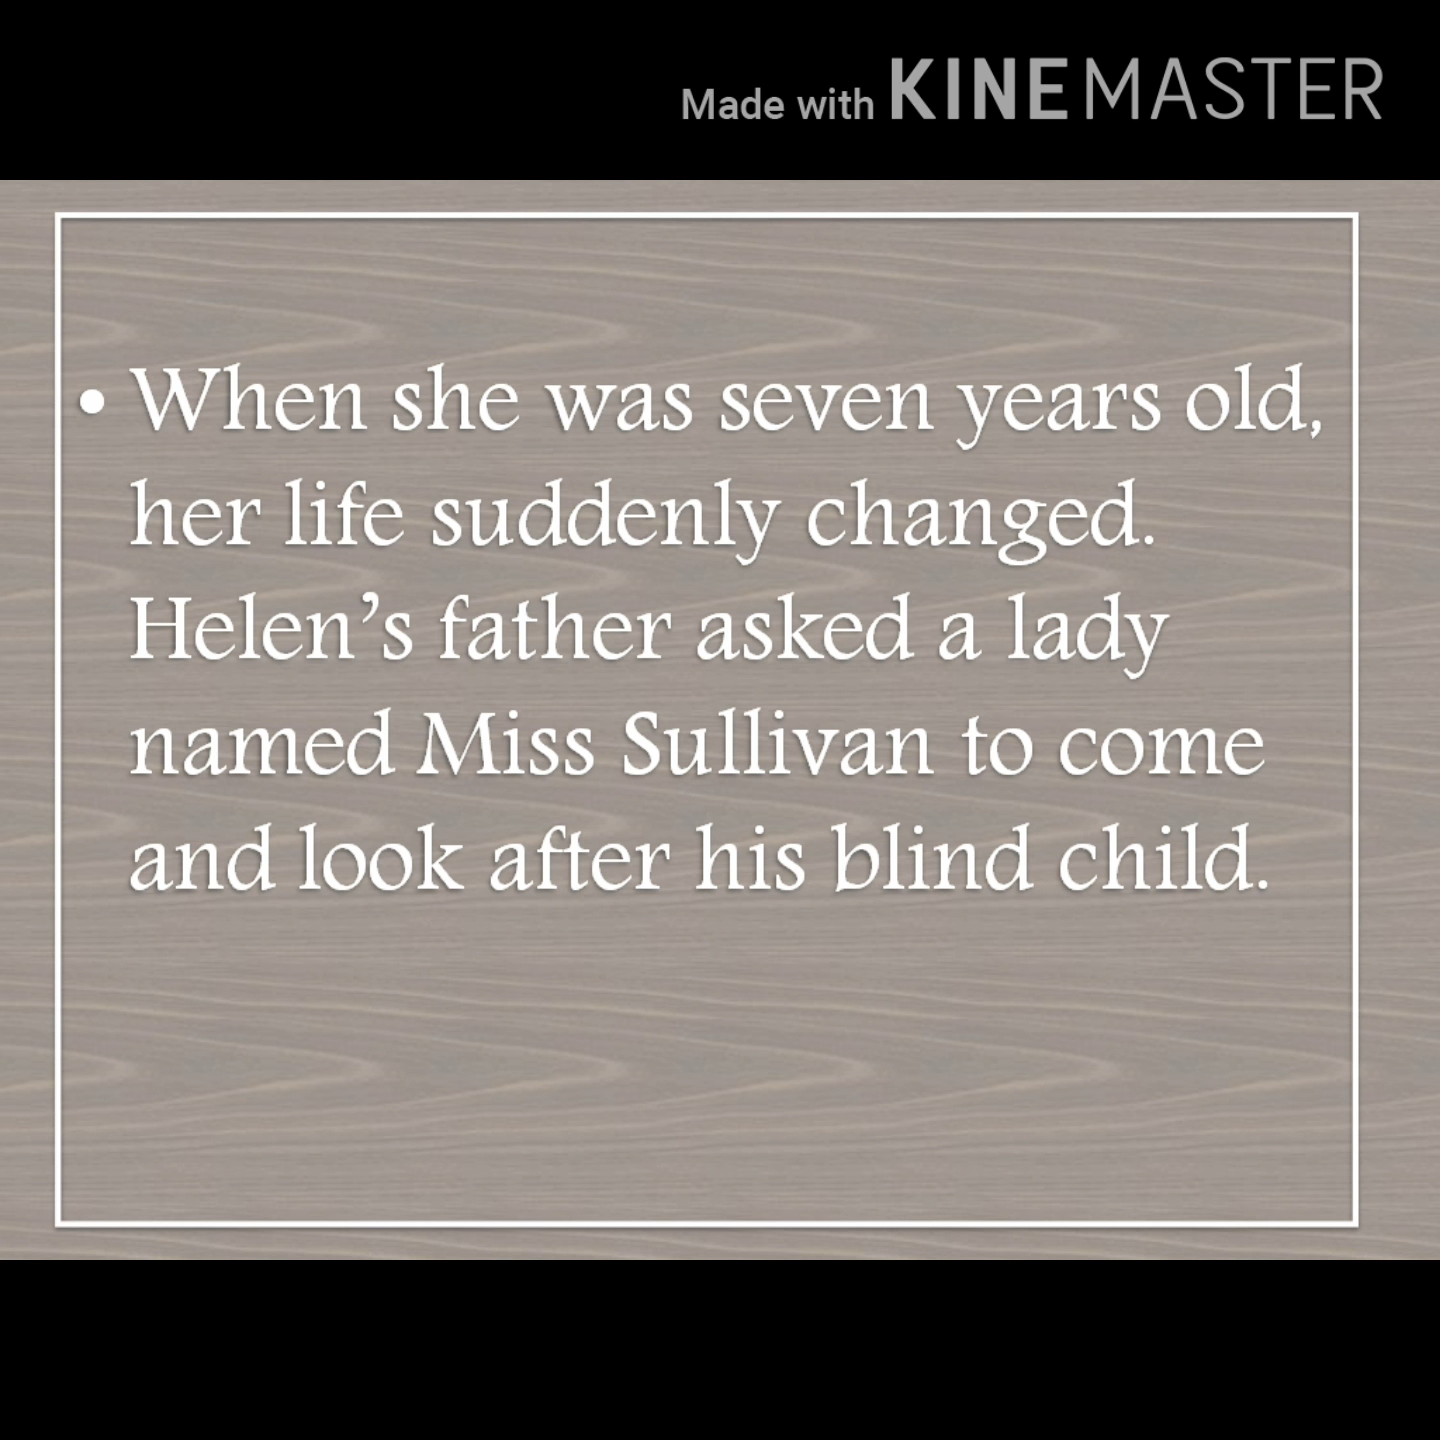 Made with KINEMASTER
• When she was seven years old,
her life suddenly changed.
Helen’s father asked a lady
named Miss Sullivan to come
and look after his blind child.